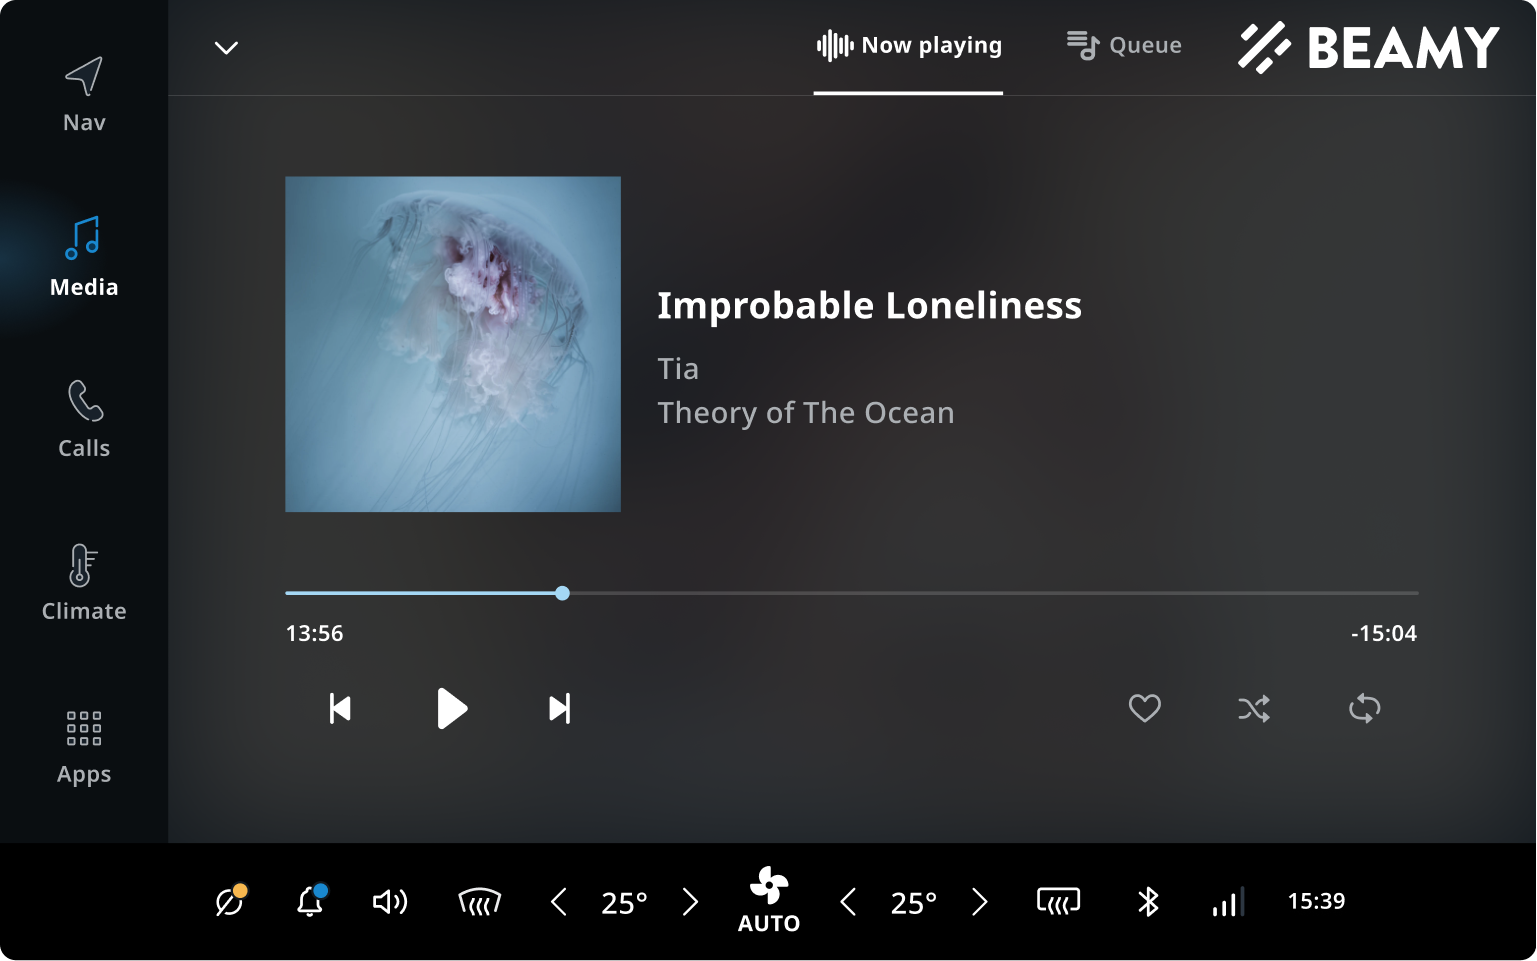 Now playing
Queue
BEAMY
Nav
Media
Calls
Climate
Apps
Improbable Loneliness
Tia
Theory of The Ocean
13:56
-15:04
25°
AUTO
25°
15:39